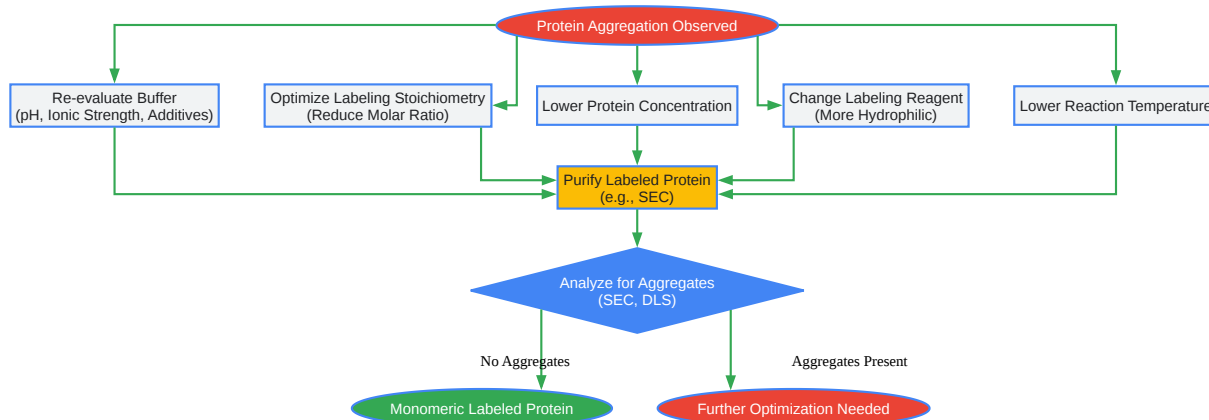 Protein Aggregation Observed
Re-evaluate Buffer
(pH, Ionic Strength, Additives)
Optimize Labeling Stoichiometry
(Reduce Molar Ratio)
Lower Protein Concentration
Change Labeling Reagent
(More Hydrophilic)
Lower Reaction Temperature
Purify Labeled Protein
(e.g., SEC)
Analyze for Aggregates
(SEC, DLS)
No Aggregates
Aggregates Present
Monomeric Labeled Protein
Further Optimization Needed